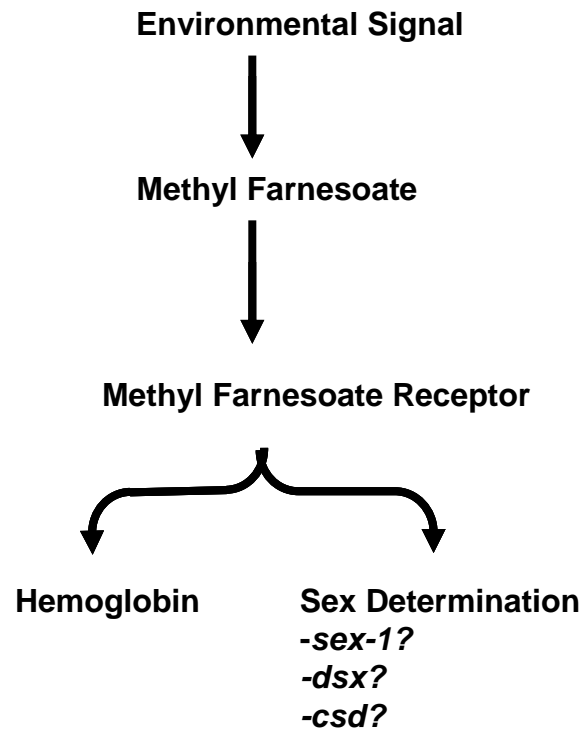 Environmental Signal
Methyl Farnesoate
Methyl Farnesoate Receptor
Hemoglobin
Sex Determination
-sex-1?
-dsx?
-csd?